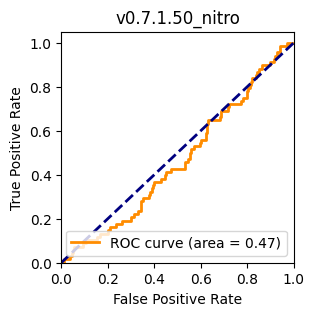 v0.7.1.50_nitro
True Positive Rate
1.0
0.8
0.6
0.4
0.2
0.0
ROC curve (area = 0.47)
0.0 0.2 0.4 0.6 0.8 1.0
False Positive Rate